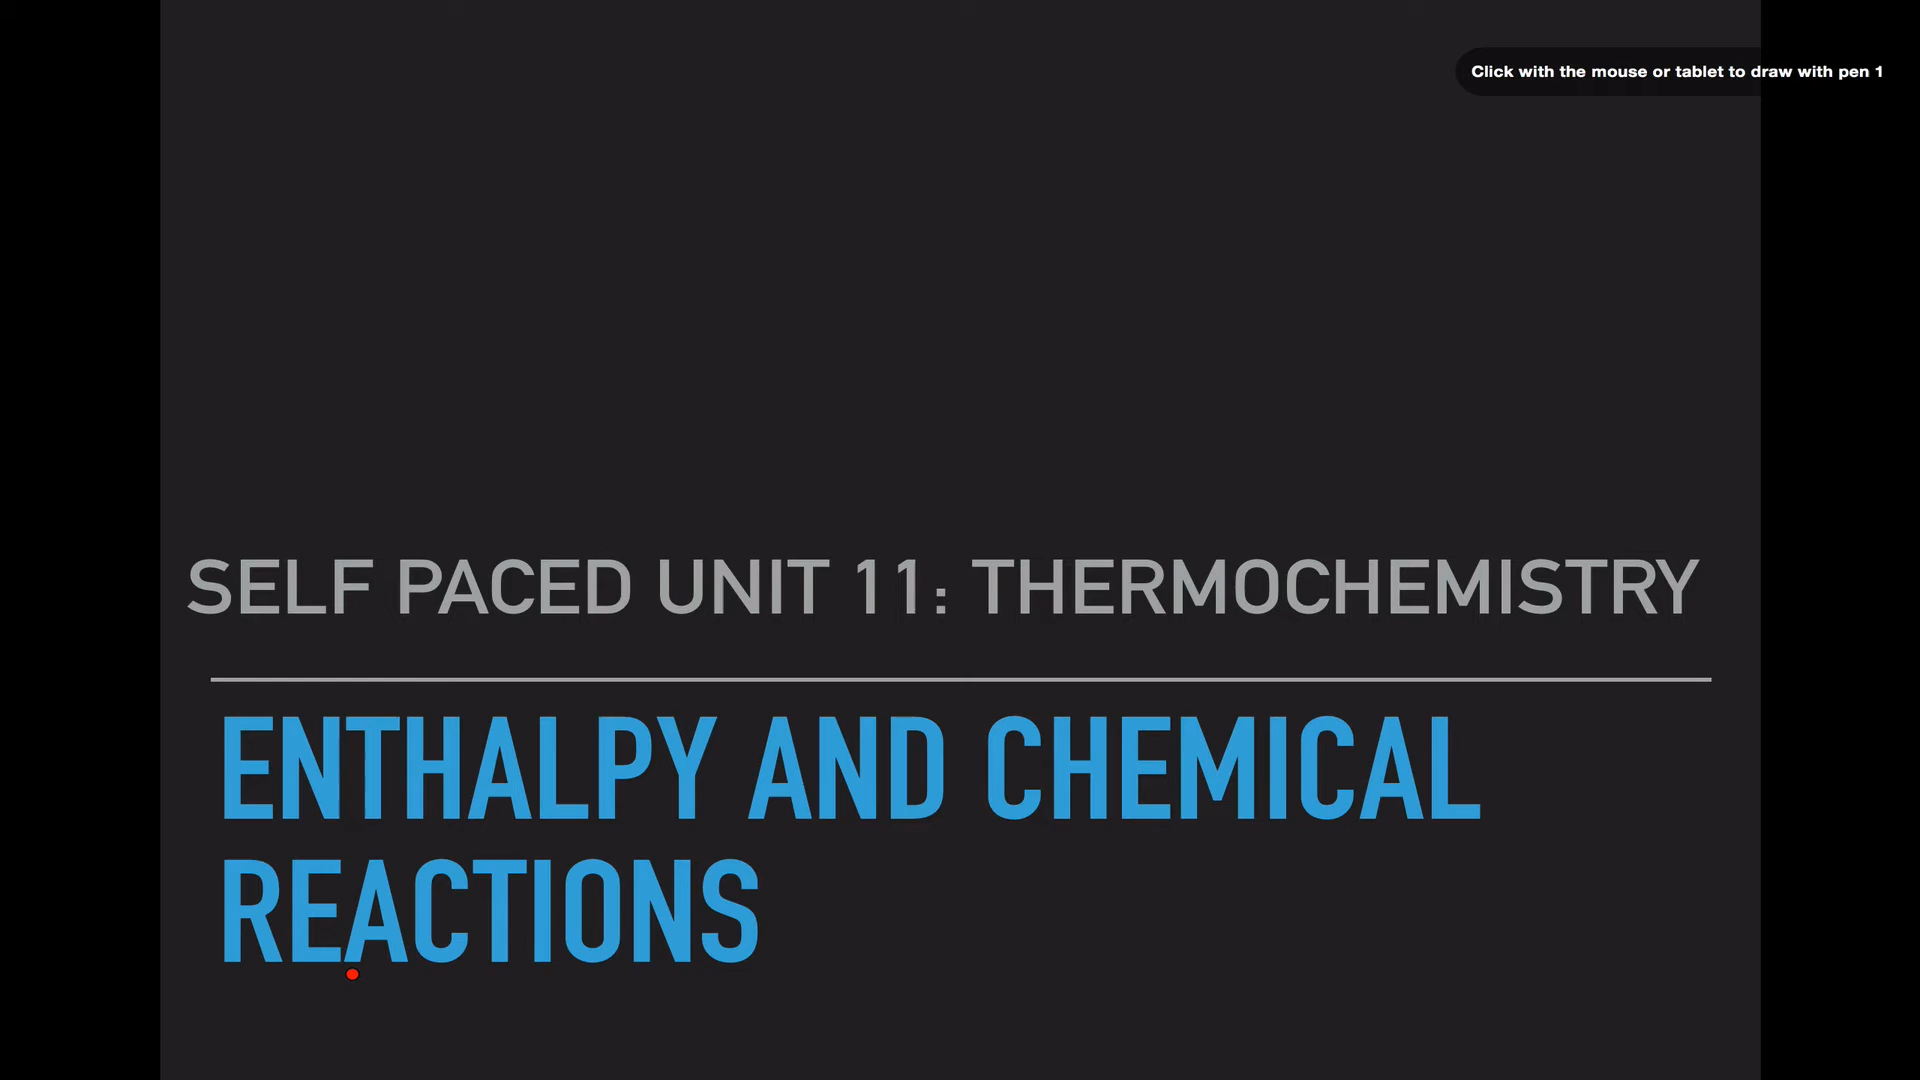 Click with the mouse or tablet to draw with pen 1
SELF PACED UNIT 11: THERMOCHEMISTRY
ENTHALPY AND CHEMICAL
REACTIONS